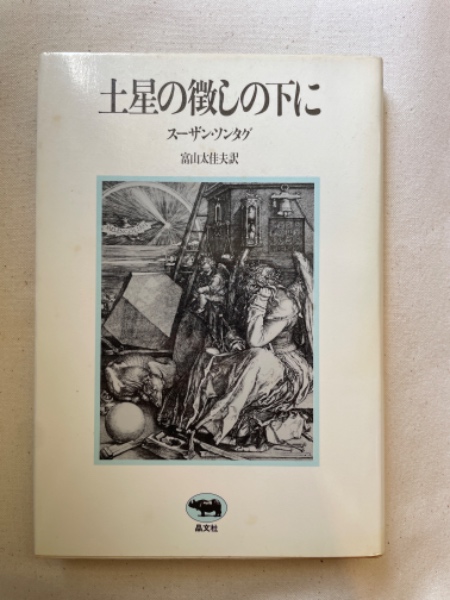 土星の徴しの下に
スーザン・ソンタグ
富山太佳夫訳
晶文社